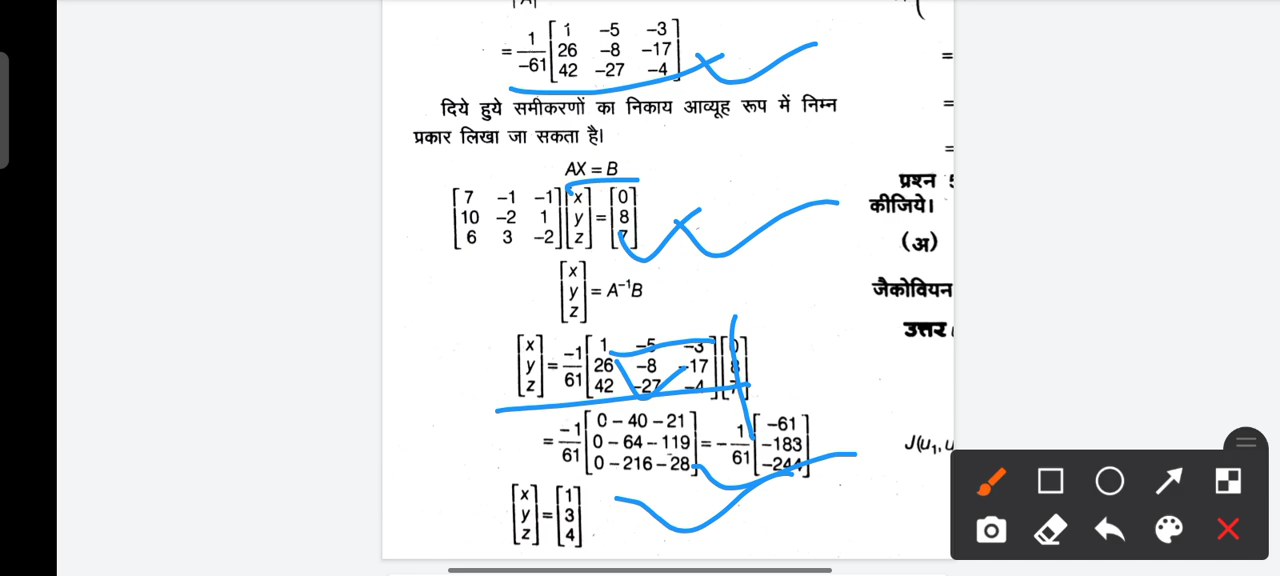 |A|
= 1/-61 [1 -5 -3
26 -8 -17
42 -27 -4]
दिये हुये समीकरणों का निकाय आव्यूह रूप में निम्न
प्रकार लिखा जा सकता है।
AX = B
[7 -1 -1
10 -2 1
6 3 -2] [x
y
z] = [0
8
7]
[x
y
z] = A⁻¹B
[x
y
z] = -1/61 [1 -5 -3
26 -8 -17
42 -27 -4] [0
8
7]
= -1/61 [0 - 40 - 21
0 - 64 - 119
0 - 216 - 28] = - 1/61 [-61
-183
-244]
[x
y
z] = [1
3
4]
=
=
=
प्रश्न
कीजिये।
(अ)
जैकोवियन
उत्तर
J(u₁, u